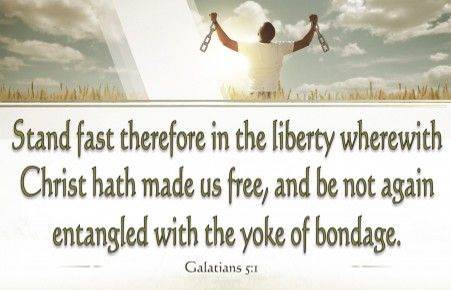 Stand fast therefore in the liberty wherewith
Christ hath made us free, and be not again
entangled with the yoke of bondage.
Galatians 5:1